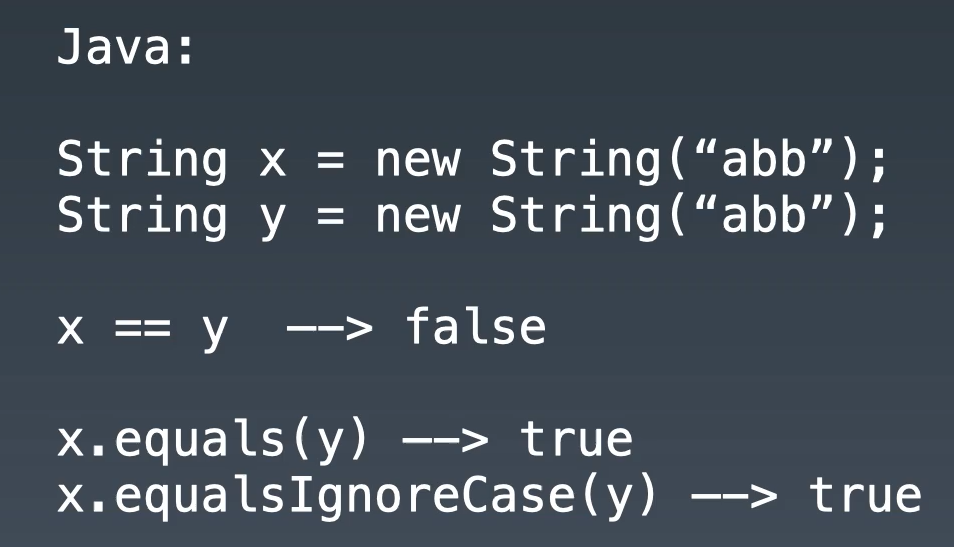 Java:
String x = new String(“abb”);
String y = new String(“abb”);
x == y ––> false
x.equals(y) ––> true
x.equalsIgnoreCase(y) ––> true